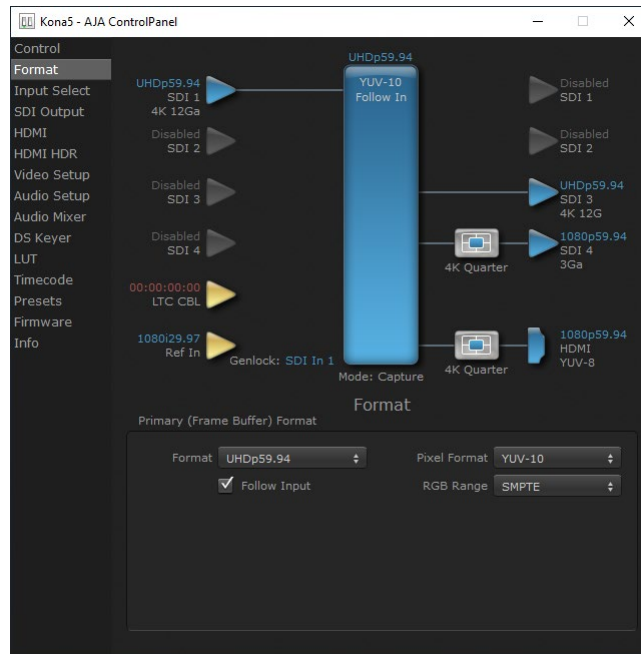 Kona5 - AJA ControlPanel
Control
Format
Input Select
SDI Output
HDMI
HDMI HDR
Video Setup
Audio Setup
Audio Mixer
DS Keyer
LUT
Timecode
Presets
Firmware
Info
UHDp59.94
YUV-10
Follow In
UHDp59.94
SDI 1
4K 12Ga
Disabled
SDI 2
Disabled
SDI 3
Disabled
SDI 4
00:00:00:00
LTC CBL
1080i29.97
Ref In
Genlock: SDI In 1
Mode: Capture
Disabled
SDI 1
Disabled
SDI 2
UHDp59.94
SDI 3
4K 12G
4K Quarter
1080p59.94
SDI 4
3Ga
4K Quarter
1080p59.94
HDMI
YUV-8
Format
Primary (Frame Buffer) Format
Format UHDp59.94
Follow Input
Pixel Format YUV-10
RGB Range SMPTE